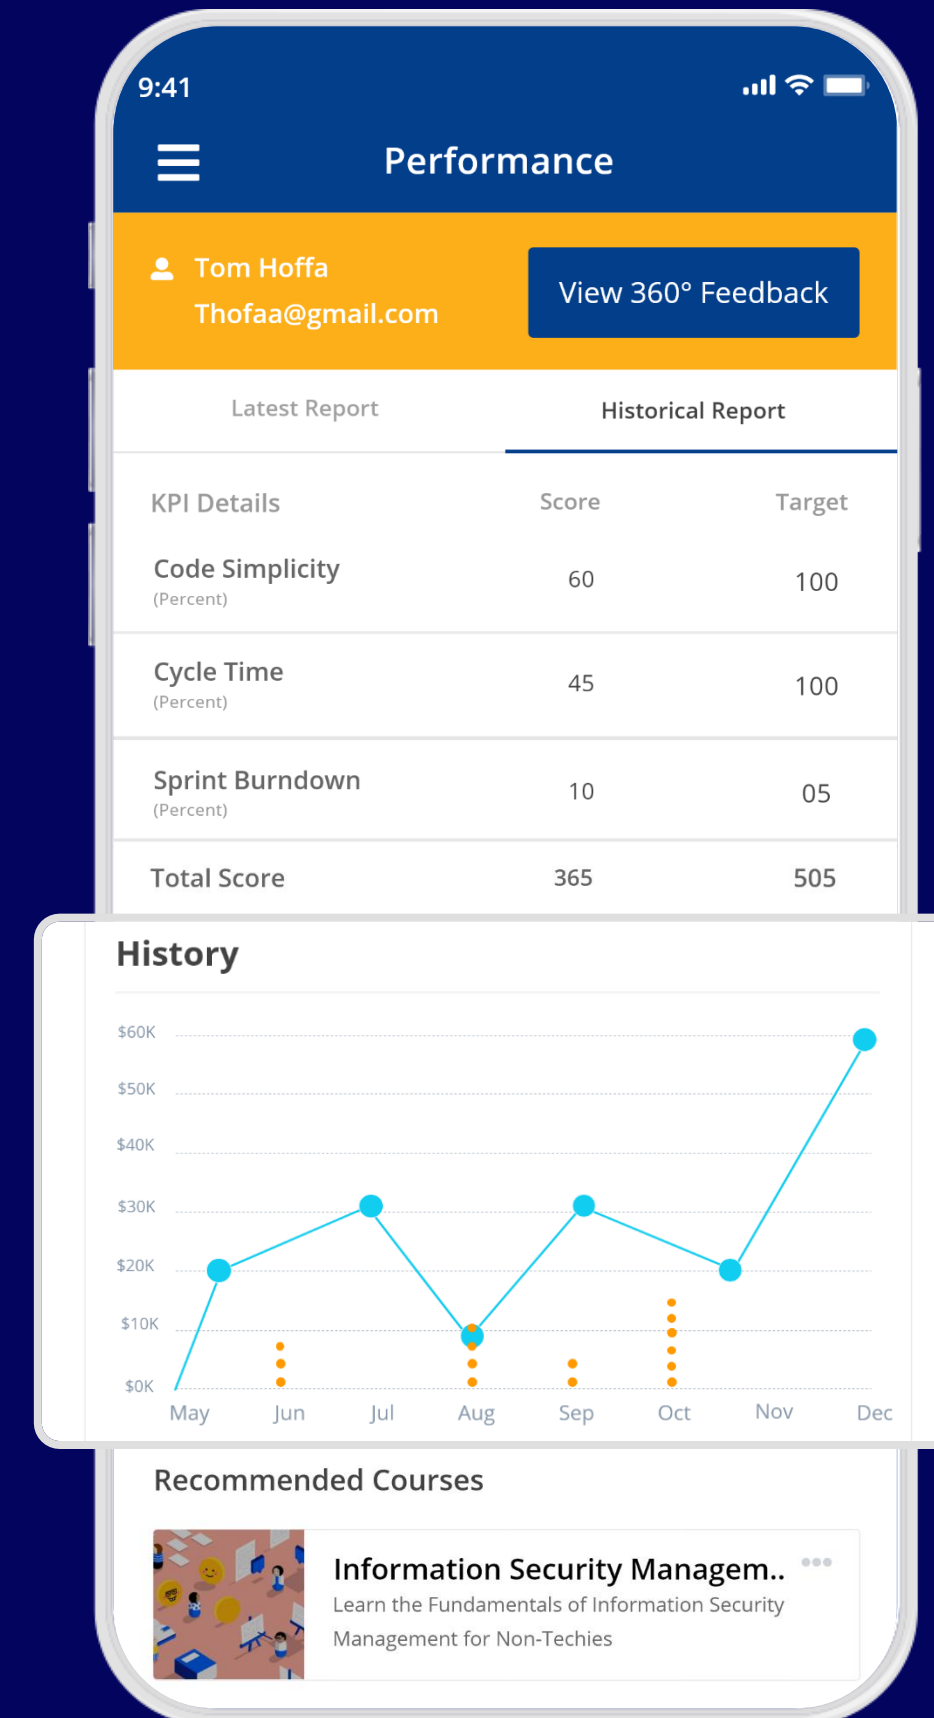 9:41
Performance
Tom Hoffa
Thofaa@gmail.com
View 360° Feedback
Latest Report
Historical Report
KPI Details Score Target
Code Simplicity 60 100
(Percent)
Cycle Time 45 100
(Percent)
Sprint Burndown 10 05
(Percent)
Total Score 365 505
History
$60K
$50K
$40K
$30K
$20K
$10K
$0K
May Jun Jul Aug Sep Oct Nov Dec
Recommended Courses
Information Security Managem..
Learn the Fundamentals of Information Security
Management for Non-Techies